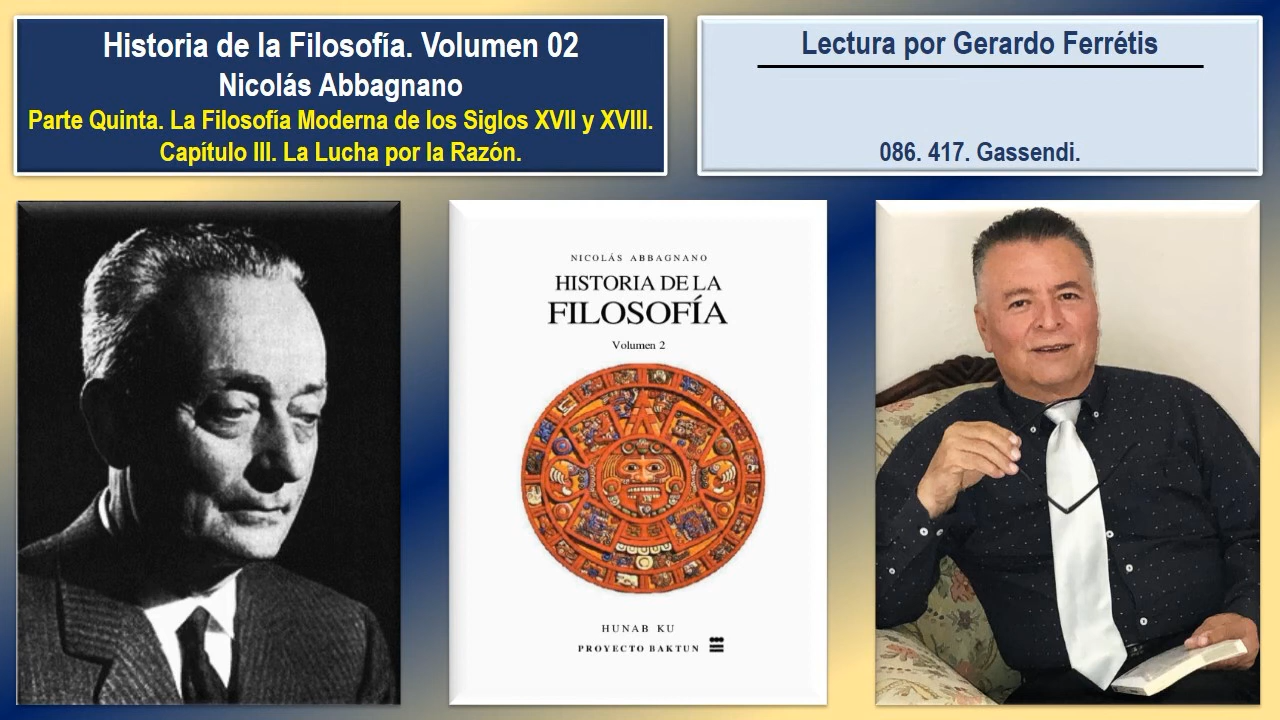 Historia de la Filosofía. Volumen 02
Nicolás Abbagnano
Parte Quinta. La Filosofía Moderna de los Siglos XVII y XVIII.
Capítulo III. La Lucha por la Razón.
Lectura por Gerardo Ferrétis
086. 417. Gassendi.
NICOLÁS ABBAGNANO
HISTORIA DE LA
FILOSOFÍA
Volumen 2
HUNAB KU
PROYECTO BAKTUN